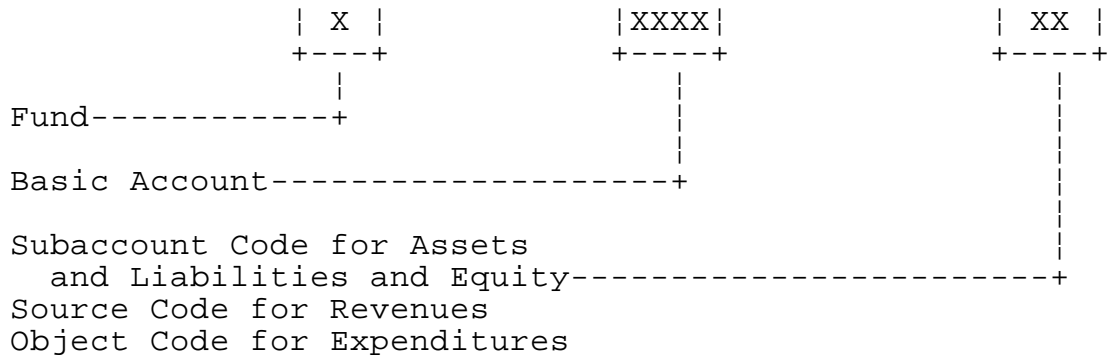 ¦ X ¦ ¦XXXX¦ ¦ XX ¦
+---+ +-----+ +-----+
¦ ¦ ¦
Fund------------+ ¦ ¦
¦ ¦
Basic Account--------------------+ ¦
¦
Subaccount Code for Assets ¦
and Liabilities and Equity------------------------+
Source Code for Revenues
Object Code for Expenditures